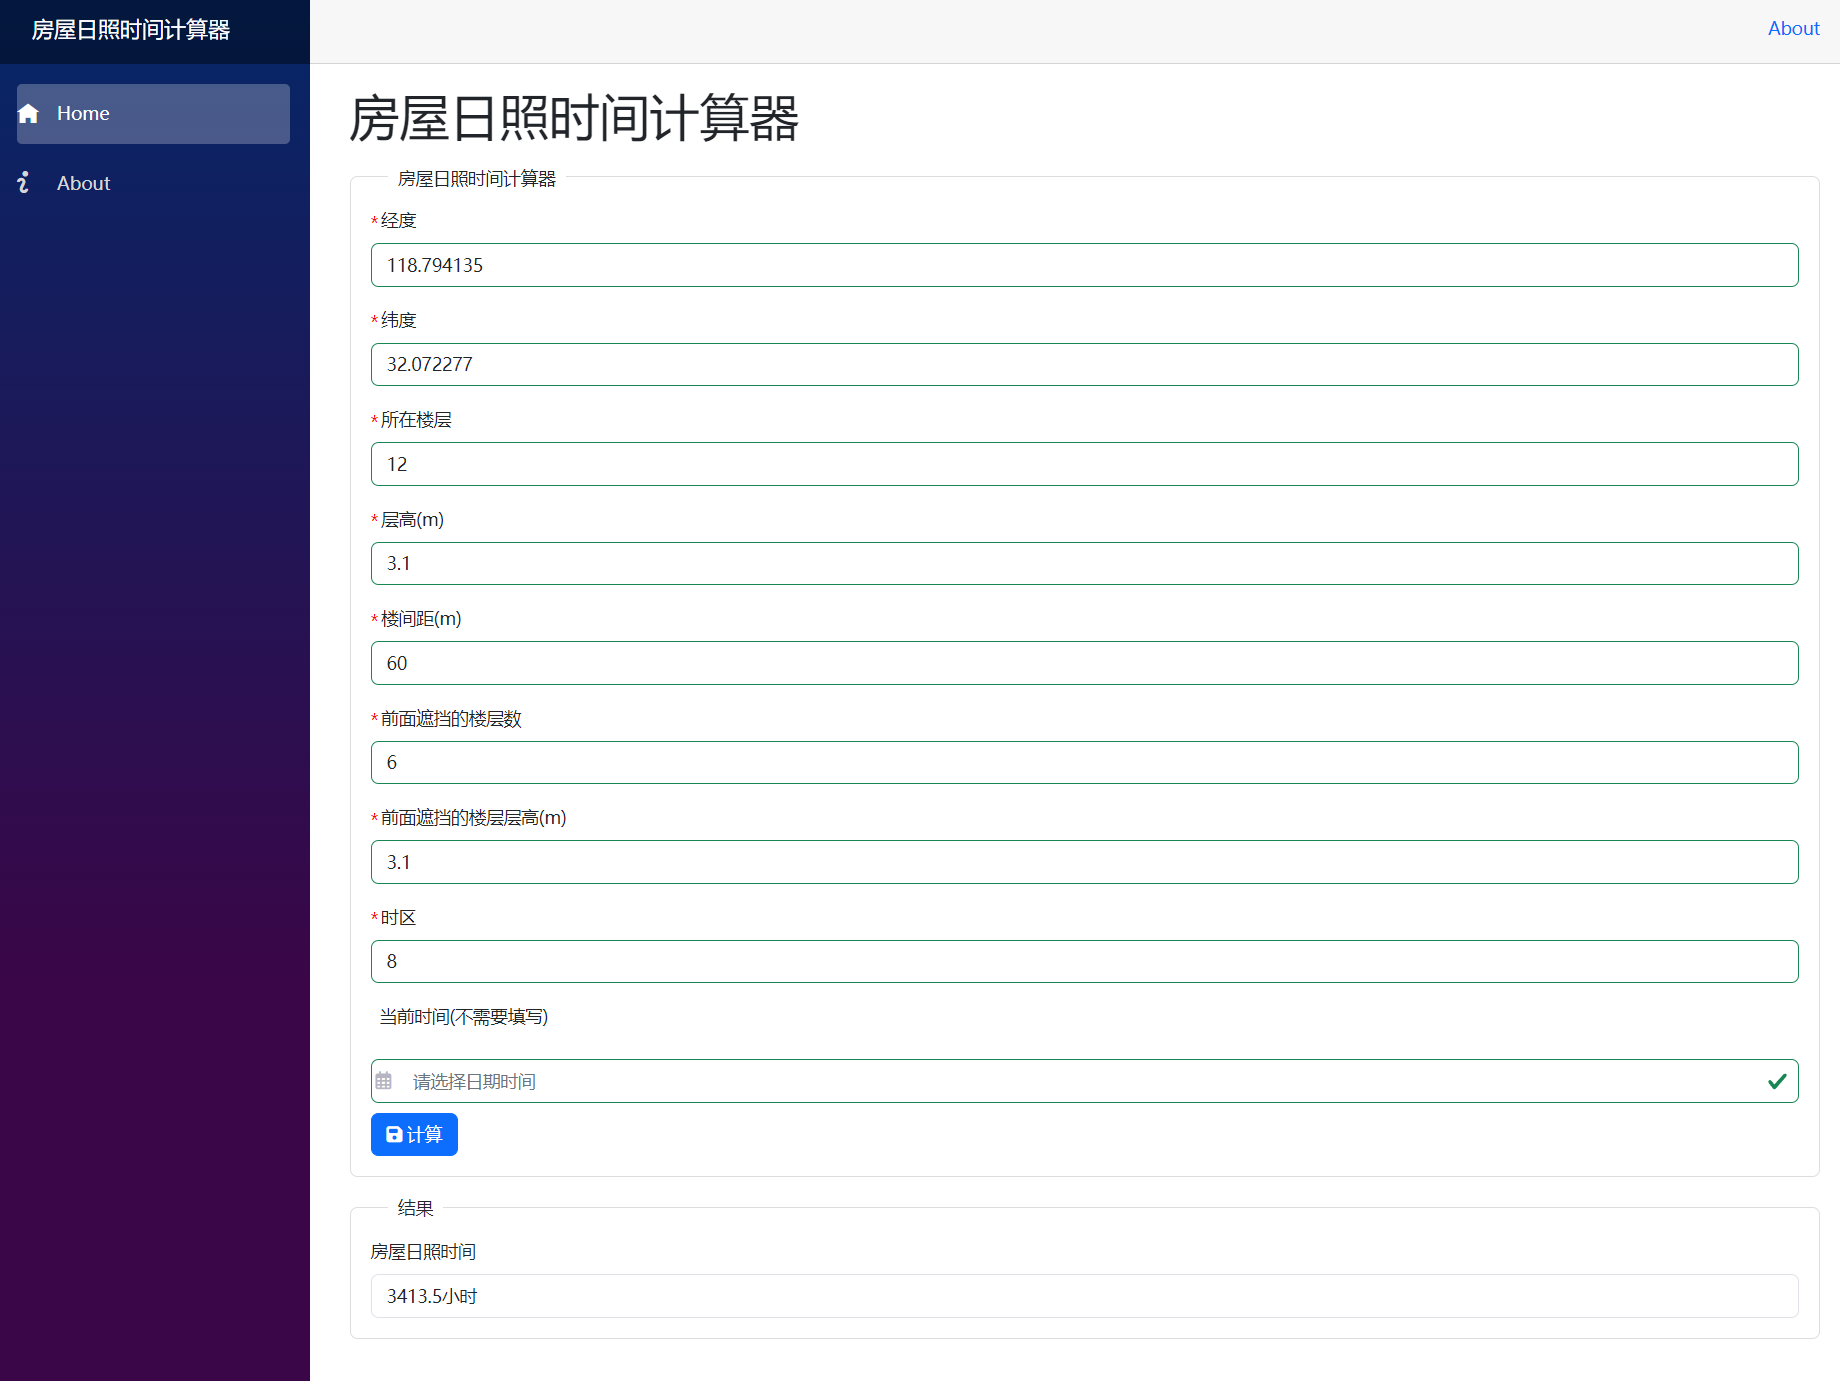 房屋日照时间计算器
About
Home
About
房屋日照时间计算器
房屋日照时间计算器
*经度
118.794135
*纬度
32.072277
*所在楼层
12
*层高(m)
3.1
*楼间距(m)
60
*前面遮挡的楼层数
6
*前面遮挡的楼层层高(m)
3.1
*时区
8
当前时间(不需要填写)
请选择日期时间
计算
结果
房屋日照时间
3413.5小时